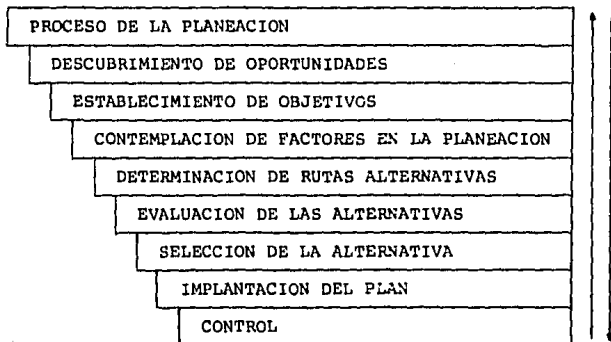 PROCESO DE LA PLANEACION
DESCUBRIMIENTO DE OPORTUNIDADES
ESTABLECIMIENTO DE OBJETIVOS
CONTEMPLACION DE FACTORES EN LA PLANEACION
DETERMINACION DE RUTAS ALTERNATIVAS
EVALUACION DE LAS ALTERNATIVAS
SELECCION DE LA ALTERNATIVA
IMPLANTACION DEL PLAN
CONTROL